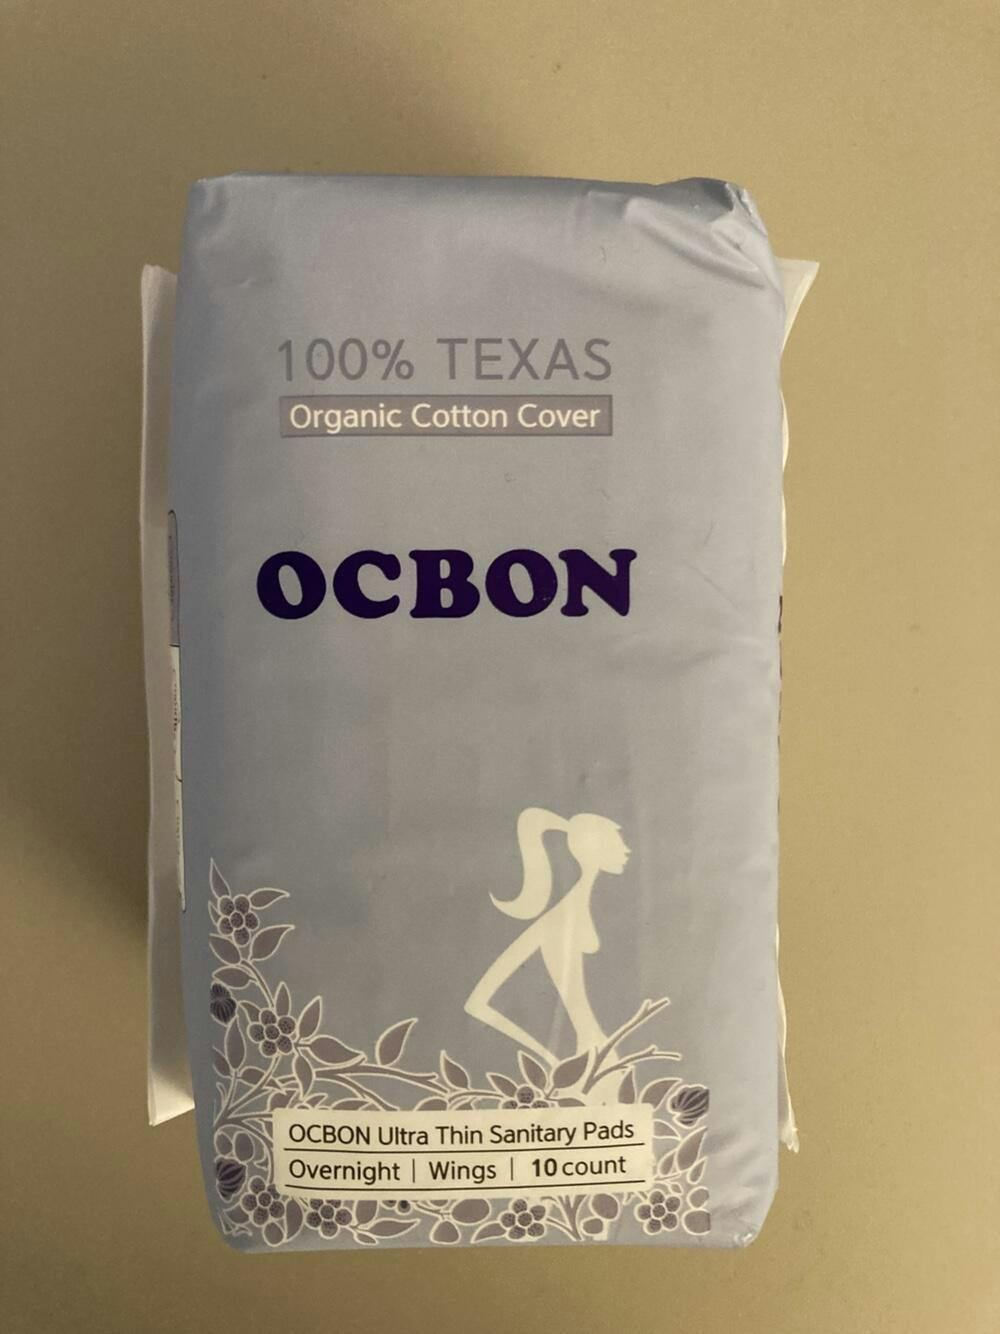 100% TEXAS
Organic Cotton Cover
OCBON
OCBON Ultra Thin Sanitary Pads
Overnight | Wings | 10 count